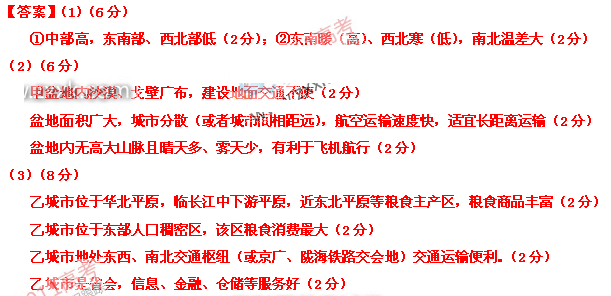 【答案】(1)(6分)
①中部高，东南部、西北部低(2分)；②东南暖(高)、西北寒(低)，南北温差大(2分)
(2)(6分)
甲盆地内沙漠、戈壁广布，建设地面交通不便(2分)
盆地面积广大，城市分散(或者城市间相距远)，航空运输速度快，适宜长距离运输(2分)
盆地内无高大山脉且晴天多、雾天少，有利于飞机航行(2分)
(3)(8分)
乙城市位于华北平原，临长江中下游平原，近东北平原等粮食主产区，粮食商品丰富(2分)
乙城市位于东部人口稠密区，该区粮食消费最大(2分)
乙城市地处东西、南北交通枢纽(或京广、陇海铁路交会地)交通运输便利。(2分)
乙城市是省会，信息、金融、仓储等服务好(2分)